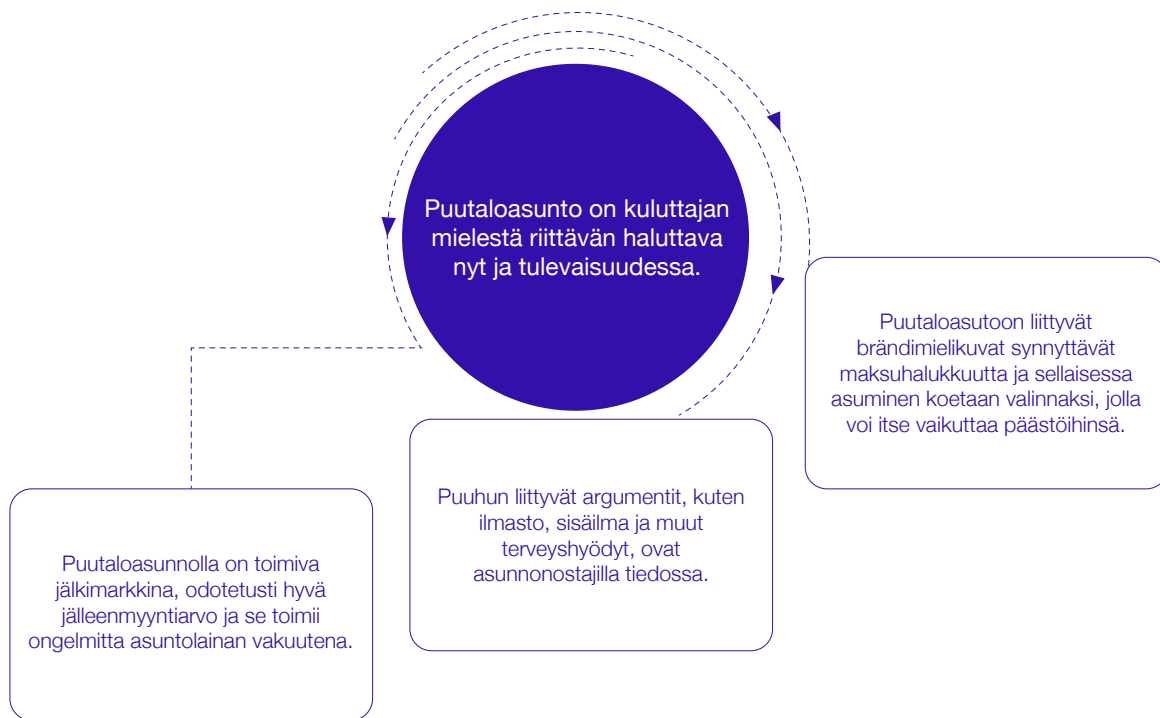 Puutaloasunto on kuluttajan
mielestä riittävän haluttava
nyt ja tulevaisuudessa.
Puutaloasutoon liittyvät
brändimielikuvat synnyttävät
maksuhalukkuutta ja sellaisessa
asuminen koetaan valinnaksi, jolla
voi itse vaikuttaa päästöihinsä.
Puuhun liittyvät argumentit, kuten
ilmasto, sisäilma ja muut
terveyshyödyt, ovat
asunnonostajilla tiedossa.
Puutaloasunnolla on toimiva
jälkimarkkina, odotetusti hyvä
jälleenmyyntiarvo ja se toimii
ongelmitta asuntolainan vakuutena.